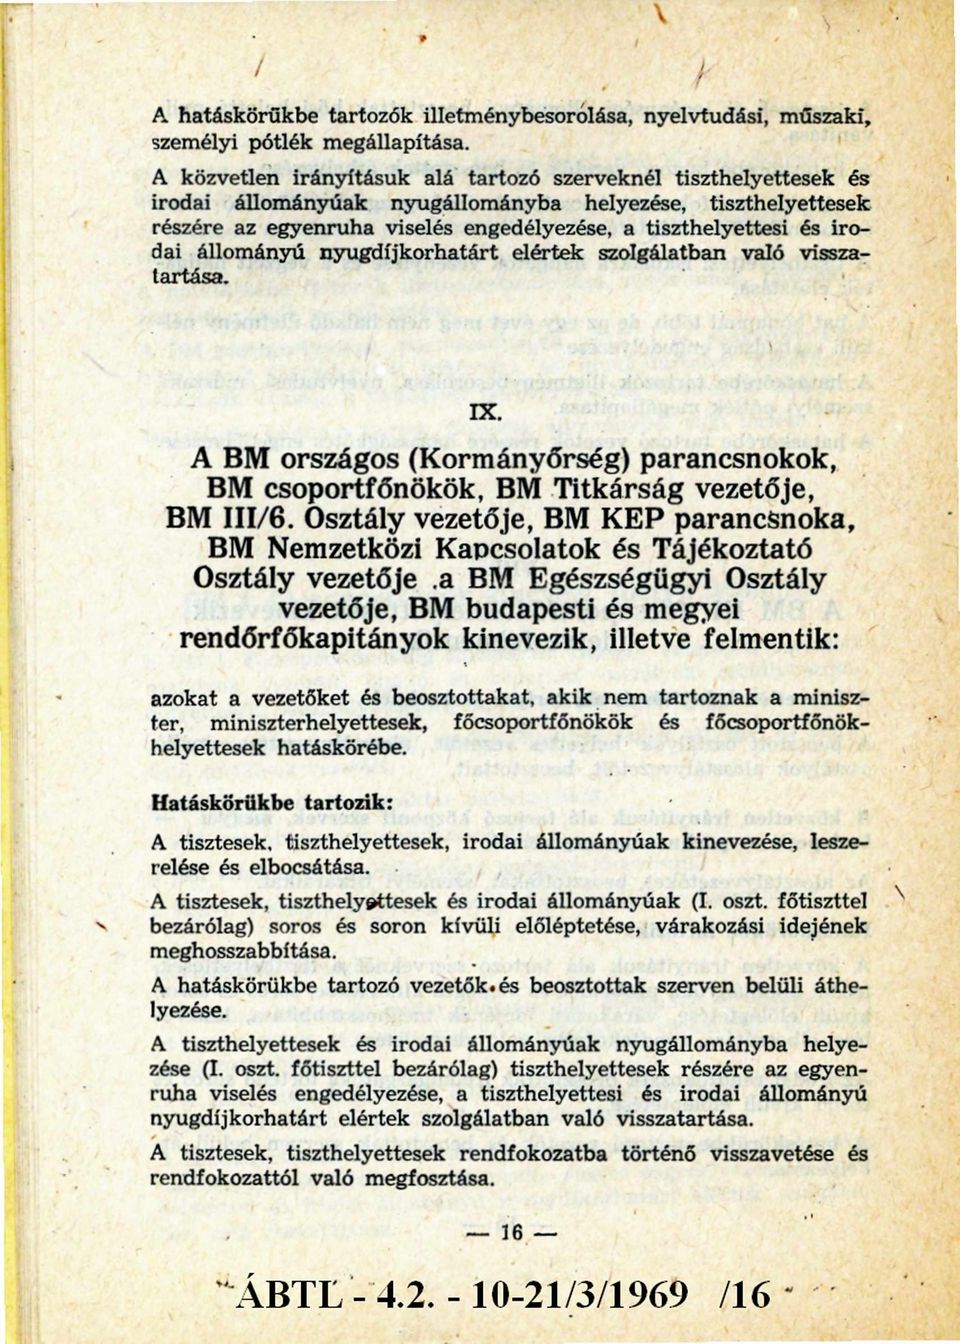 A hatáskörükbe tartozók illetménybesorolása, nyelvtudási, műszaki,
személyi pótlék megállapítása.
A közvetlen irányításuk alá tartozó szerveknél tiszthelyettesek és
irodai állományúak nyugállományba helyezése, tiszthelyettesek
részére az egyenruha viselés engedélyezése, a tiszthelyettesi és iro-
dai állományú nyugdíjkorhatárt elértek szolgálatban való vissza-
tartása.
IX.
A BM országos (Kormányőrség) parancsnokok,
BM csoportfőnökök, BM Titkárság vezetője,
BM III/6. Osztály vezetője, BM KEP parancsnoka,
BM Nemzetközi Kapcsolatok és Tájékoztató
Osztály vezetője .a BM Egészségügyi Osztály
vezetője, BM budapesti és megyei
rendőrfőkapitányok kinevezik, illetve felmentik:
azokat a vezetőket és beosztottakat, akik nem tartoznak a minisz-
ter, miniszterhelyettesek, főcsoportfőnökök és főcsoportfőnök-
helyettesek hatáskörébe.
Hatáskörükbe tartozik:
A tisztesek, tiszthelyettesek, irodai állományúak kinevezése, lesze-
relése és elbocsátása.
A tisztesek, tiszthelyettesek és irodai állományúak (I. oszt. főtiszttel
bezárólag) soros és soron kívüli előléptetése, várakozási idejének
meghosszabbítása.
A hatáskörükbe tartozó vezetők és beosztottak szerven belüli áthe-
lyezése.
A tiszthelyettesek és irodai állományúak nyugállományba helye-
zése (I. oszt. főtiszttel bezárólag) tiszthelyettesek részére az egyen-
ruha viselés engedélyezése, a tiszthelyettesi és irodai állományú
nyugdíjkorhatárt elértek szolgálatban való visszatartása.
A tisztesek, tiszthelyettesek rendfokozatba történő visszavetése és
rendfokozattól való megfosztása.
— 16 —
ÁBTL - 4.2. - 10-21/3/1969 /16